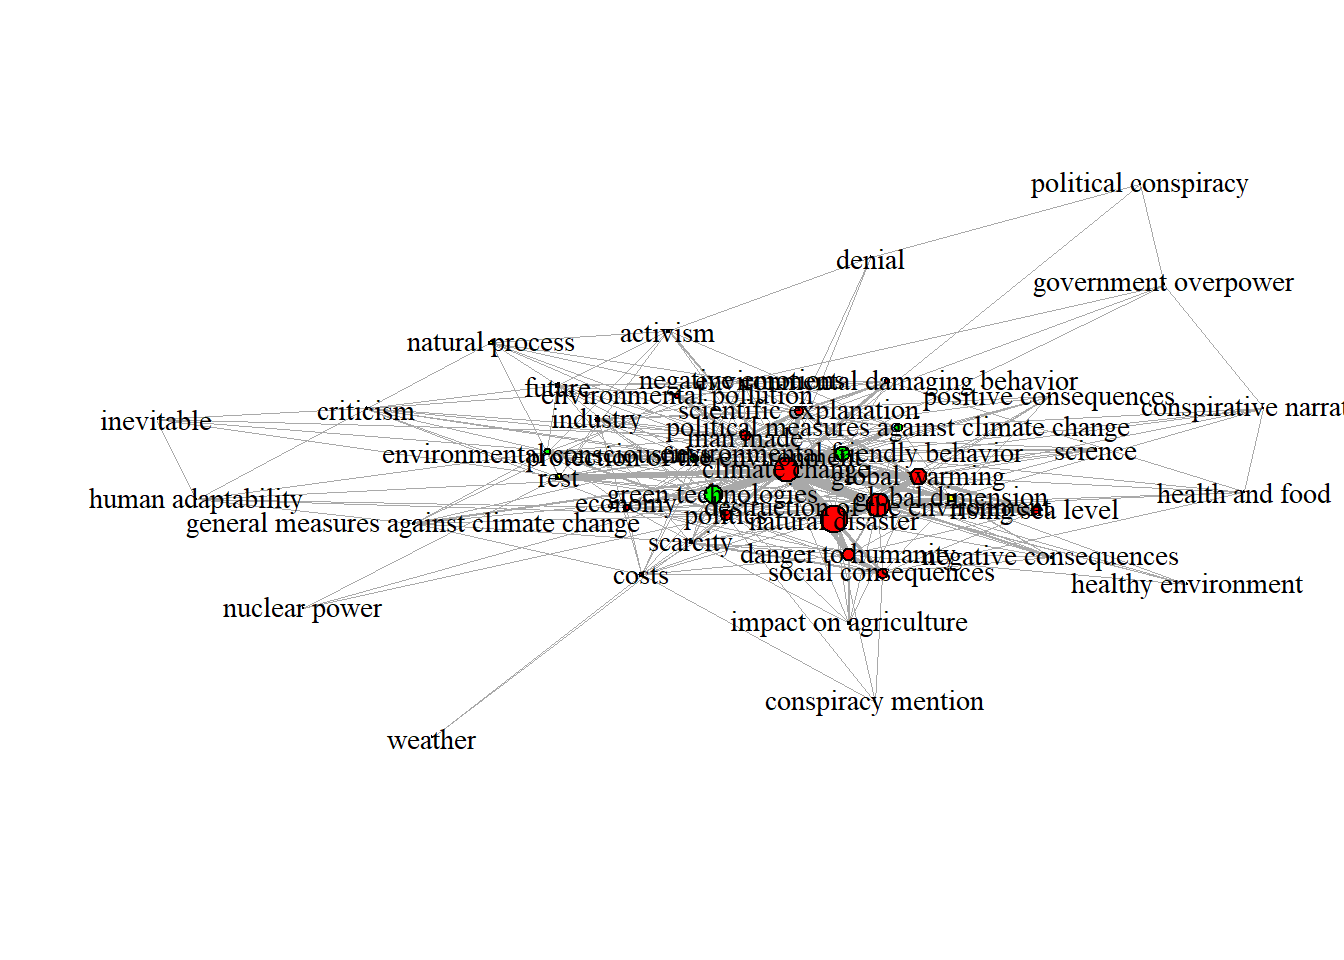 political conspiracy
denial
government overpower
activism
natural process
negative emotions
environmental damaging behavior
future
environmental pollution
positive consequences
scientific explanation
criticism
conspirative narrat
industry
inevitable
political measures against climate change
man made
environmental consciousness
environmental friendly behavior
science
protection of the environment
climate change
global warming
rest
green technologies
health and food
human adaptability
global dimension
economy
destruction of the environment
rising sea level
politics
natural disaster
general measures against climate change
scarcity
danger to humanity
negative consequences
social consequences
costs
healthy environment
nuclear power
impact on agriculture
conspiracy mention
weather